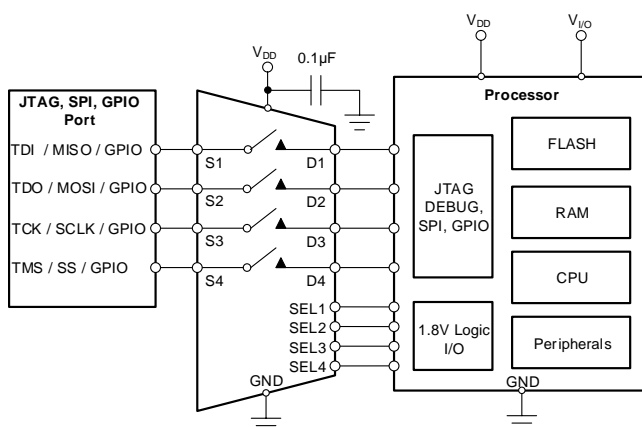 VDD
0.1µF
VDD
VI/O
JTAG, SPI, GPIO
Port
TDI / MISO / GPIO
TDO / MOSI / GPIO
TCK / SCLK / GPIO
TMS / SS / GPIO
S1
S2
S3
S4
D1
D2
D3
D4
SEL1
SEL2
SEL3
SEL4
GND
Processor
JTAG
DEBUG,
SPI, GPIO
1.8V Logic
I/O
FLASH
RAM
CPU
Peripherals
GND